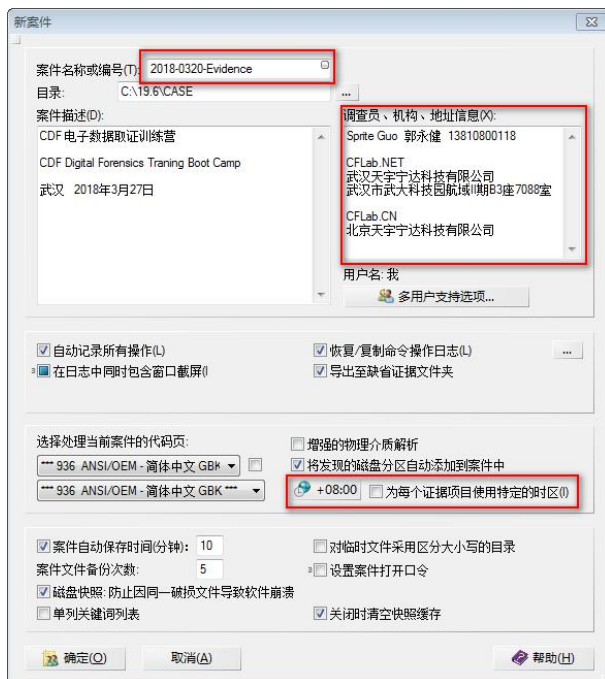 新案件
案件名称或编号(T): 2018-0320-Evidence
目录: C:\19.6\CASE ...
案件描述(D):
CDF 电子数据取证训练营
CDF Digital Forensics Traning Boot Camp
武汉 2018年3月27日
调查员、机构、地址信息(X):
Sprite Guo 郭永健 13810800118
CFLab.NET
武汉天宇宁达科技有限公司
武汉市武大科技园航域II期B3座7088室
CFLab.CN
北京天宇宁达科技有限公司
用户名: 我
多用户支持选项...
自动记录所有操作(L)
恢复/复制命令操作日志(L) ...
在日志中同时包含窗口截屏(I
导出至缺省证据文件夹
选择处理当前案件的代码页:
增强的物理介质解析
*** 936 ANSI/OEM - 简体中文 GBK
将发现的磁盘分区自动添加到案件中
*** 936 ANSI/OEM - 简体中文 GBK ***
+08:00 为每个证据项目使用特定的时区(I)
案件自动保存时间(分钟): 10
对临时文件采用区分大小写的目录
案件文件备份次数: 5
设置案件打开口令
磁盘快照: 防止因同一破损文件导致软件崩溃
单列关键词列表
关闭时清空快照缓存
确定(O) 取消(A) 帮助(H)